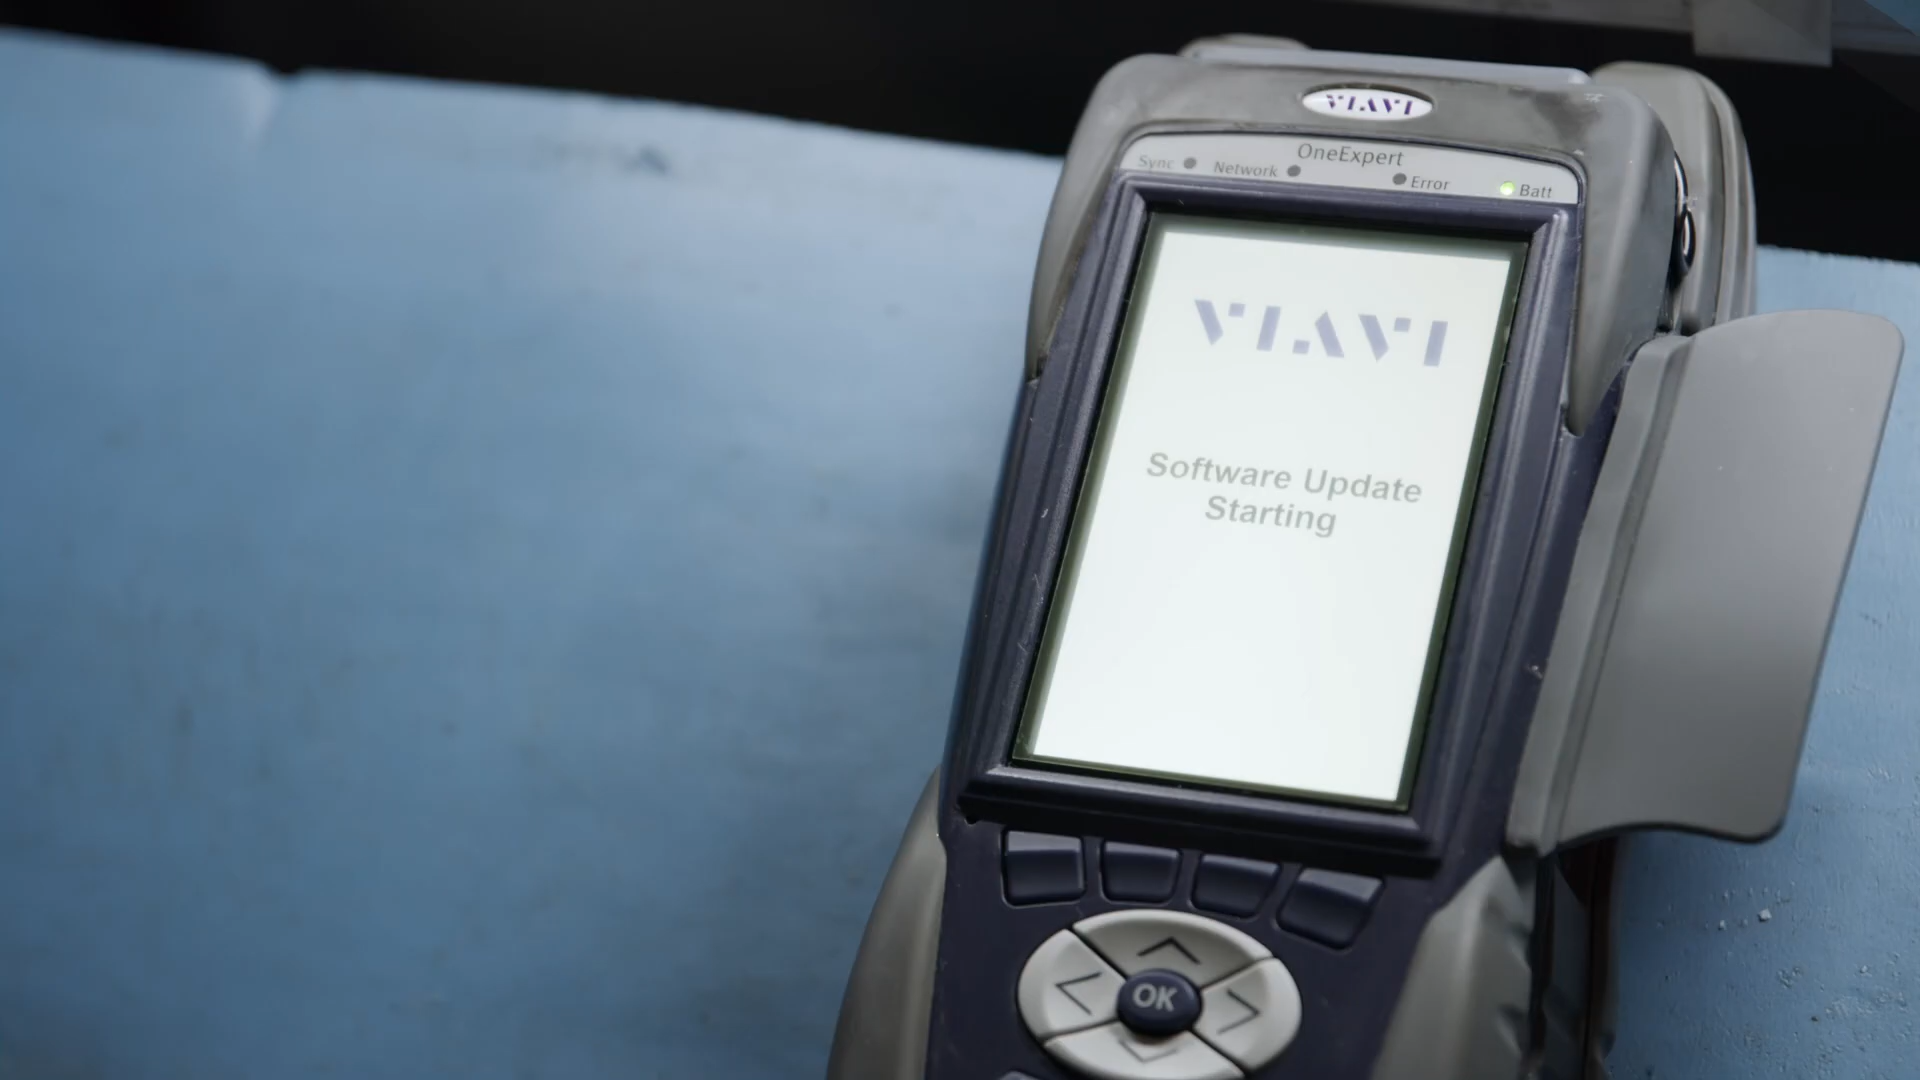 VIAVI
OneExpert
Sync Network Error Batt
VIAVI
Software Update
Starting
OK